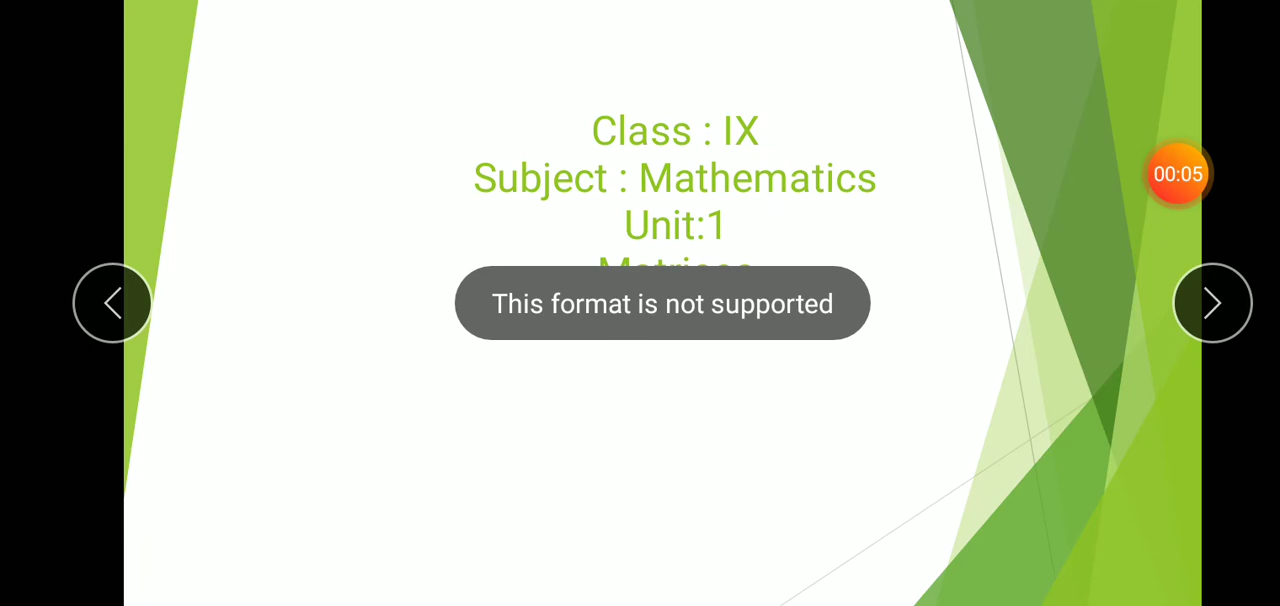 Class : IX
Subject : Mathematics
Unit:1
This format is not supported
00:05